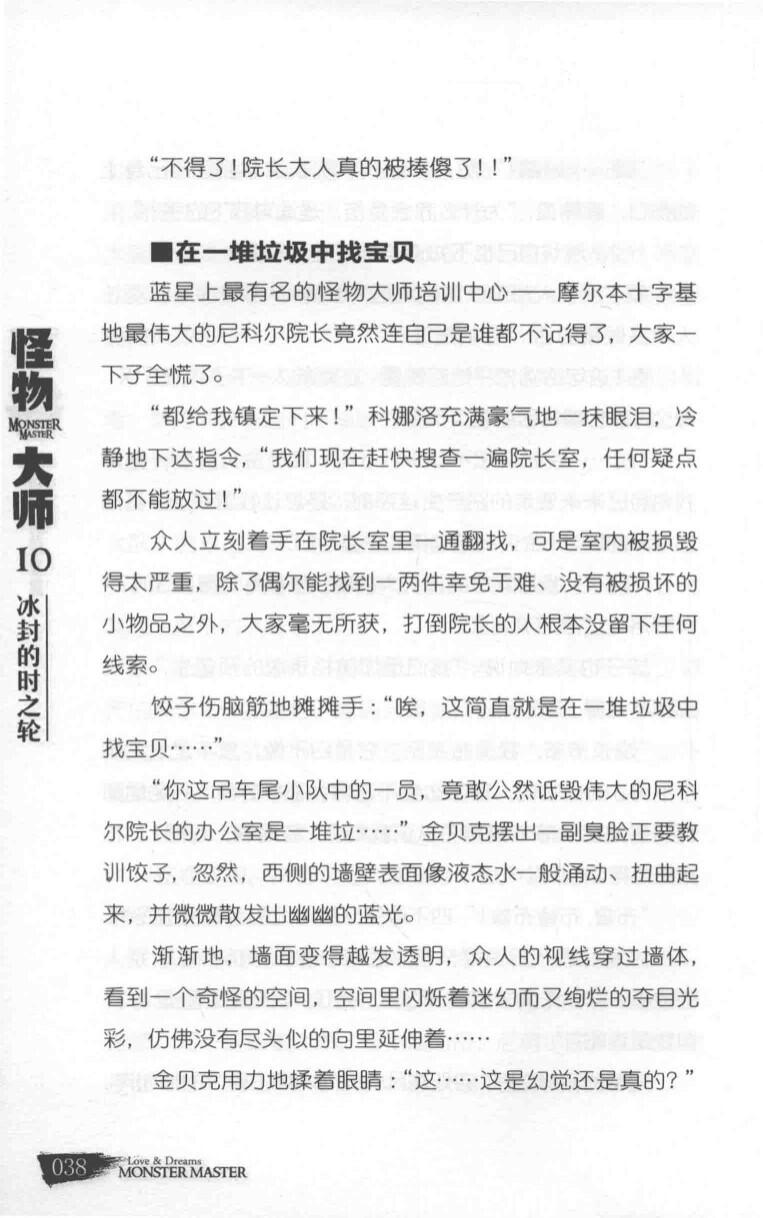 “不得了！院长大人真的被揍傻了！！”
■在一堆垃圾中找宝贝
蓝星上最有名的怪物大师培训中心——摩尔本十字基
地最伟大的尼科尔院长竟然连自己是谁都不记得了，大家一
下子全慌了。
“都给我镇定下来！”科娜洛充满豪气地一抹眼泪，冷
静地下达指令，“我们现在赶快搜查一遍院长室，任何疑点
都不能放过！”
众人立刻着手在院长室里一通翻找，可是室内被损毁
得太严重，除了偶尔能找到一两件幸免于难、没有被损坏的
小物品之外，大家毫无所获，打倒院长的人根本没留下任何
线索。
饺子伤脑筋地摊摊手：“唉，这简直就是在一堆垃圾中
找宝贝……”
“你这吊车尾小队中的一员，竟敢公然诋毁伟大的尼科
尔院长的办公室是一堆垃……”金贝克摆出一副臭脸正要教
训饺子，忽然，西侧的墙壁表面像液态水一般涌动、扭曲起
来，并微微散发出幽幽的蓝光。
渐渐地，墙面变得越发透明，众人的视线穿过墙体，
看到一个奇怪的空间，空间里闪烁着迷幻而又绚烂的夺目光
彩，仿佛没有尽头似的向里延伸着……
金贝克用力地揉着眼睛：“这……这是幻觉还是真的？”
怪物
MONSTER
MASTER
大师
10
冰封的时之轮
038
Love & Dreams
MONSTER MASTER